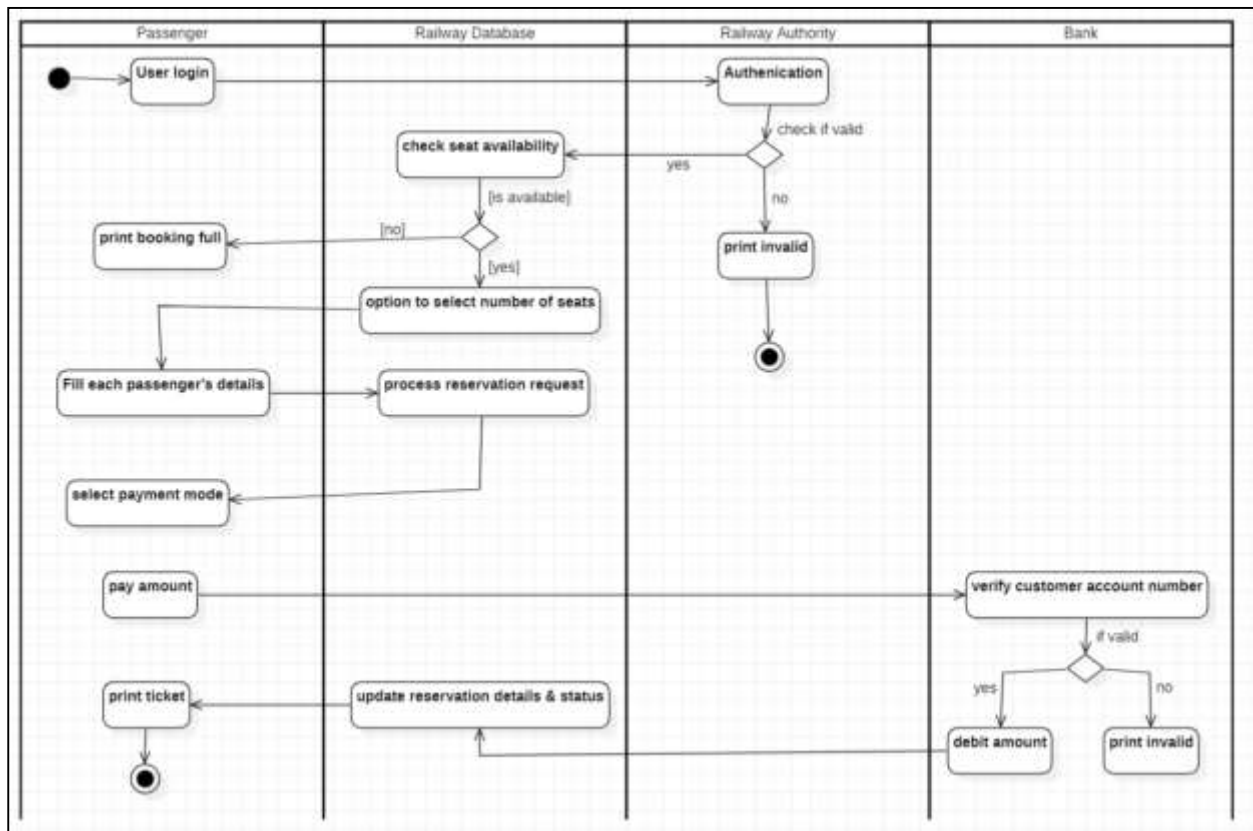 Passenger
Railway Database
Railway Authority
Bank
User login
Authenication
check if valid
check seat availability
yes
[is available]
no
print booking full
[no]
print invalid
[yes]
option to select number of seats
Fill each passenger's details
process reservation request
select payment mode
pay amount
verify customer account number
if valid
print ticket
update reservation details & status
yes
no
debit amount
print invalid